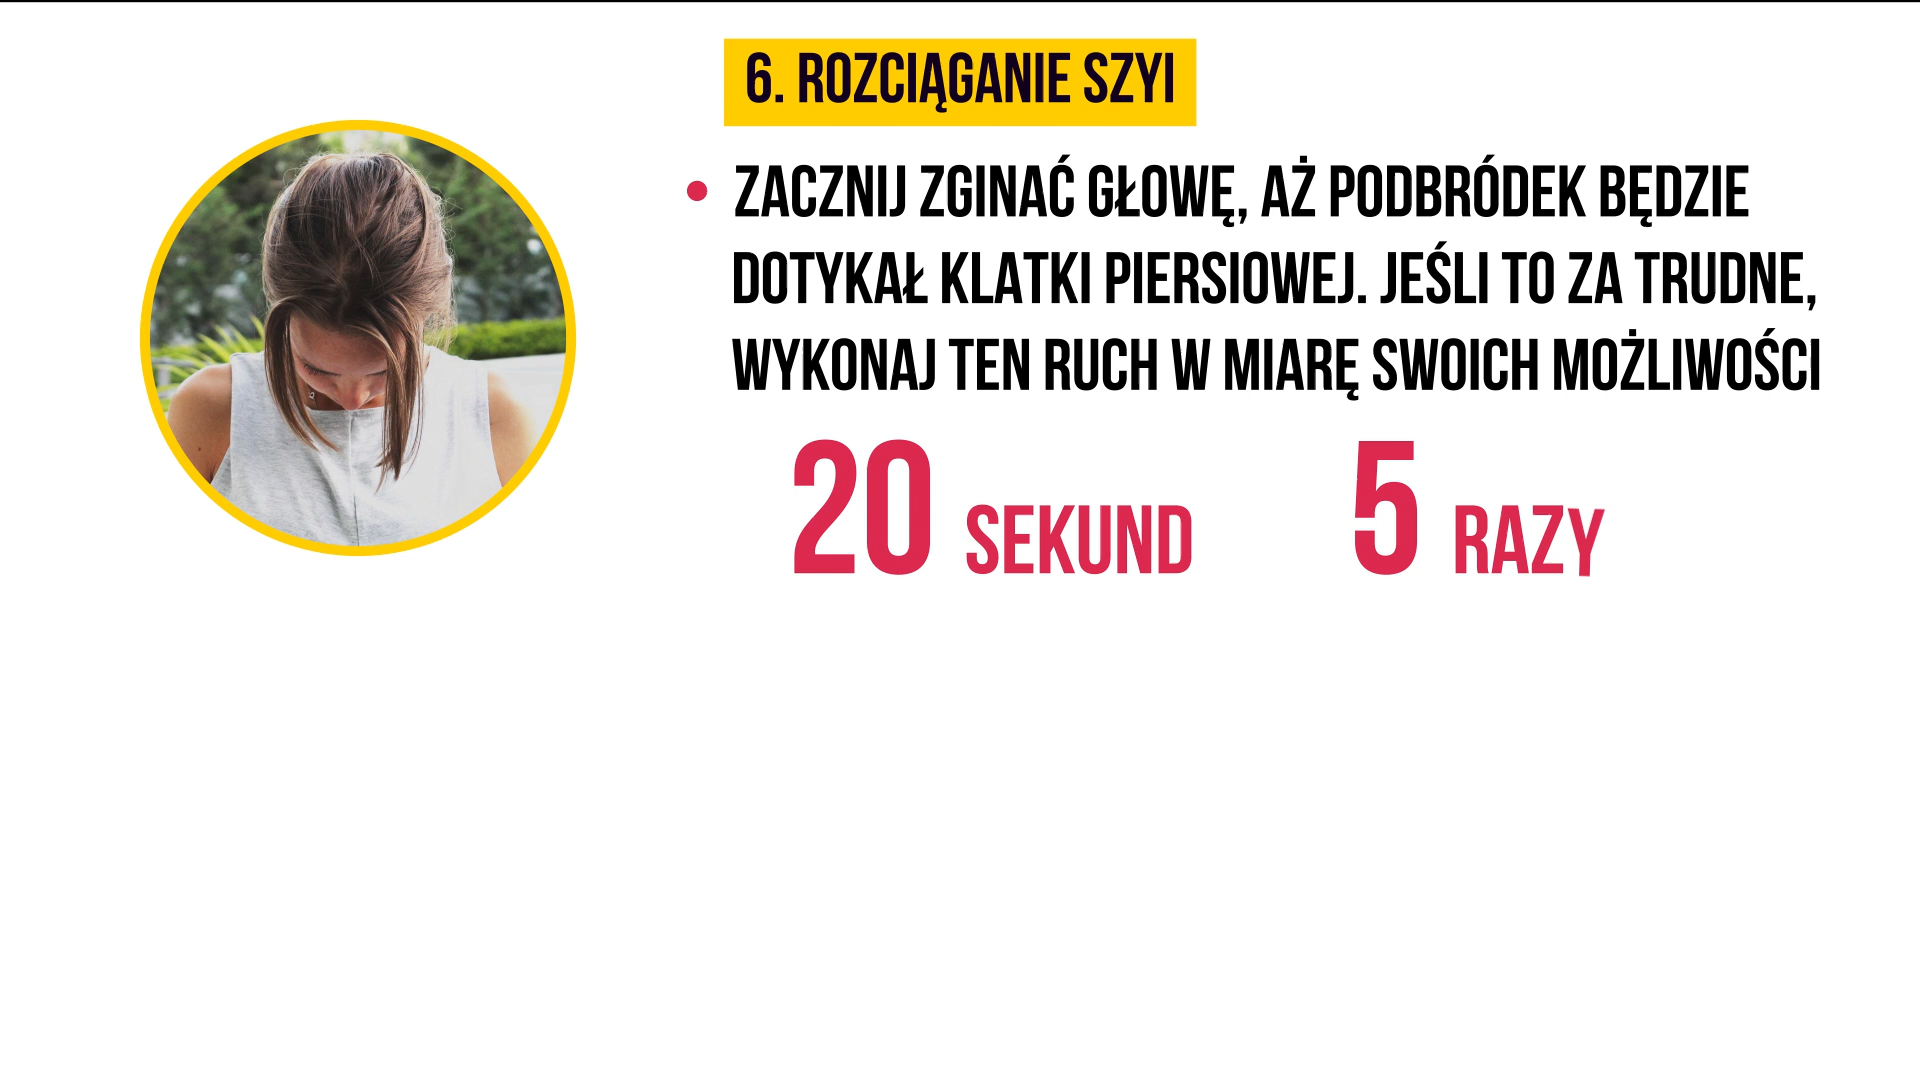 6. ROZCIĄGANIE SZYI
• ZACZNIJ ZGINAĆ GŁOWĘ, AŻ PODBRÓDEK BĘDZIE
DOTYKAŁ KLATKI PIERSIOWEJ. JEŚLI TO ZA TRUDNE,
WYKONAJ TEN RUCH W MIARĘ SWOICH MOŻLIWOŚCI
20 SEKUND 5 RAZY